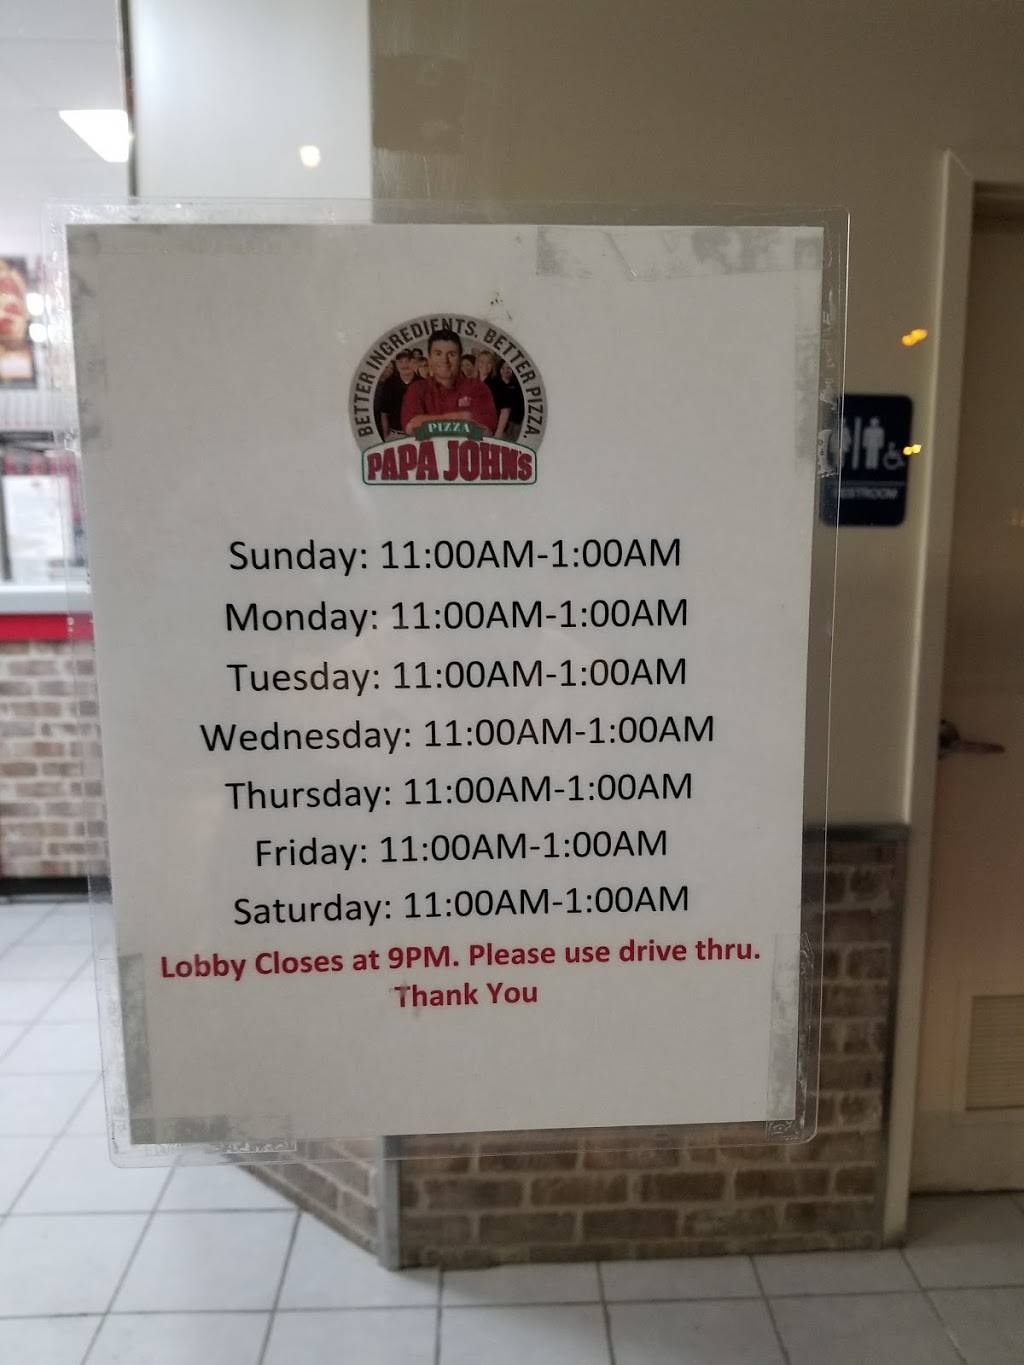 BETTER INGREDIENTS. BETTER PIZZA.
PIZZA
PAPA JOHN'S
Sunday: 11:00AM-1:00AM
Monday: 11:00AM-1:00AM
Tuesday: 11:00AM-1:00AM
Wednesday: 11:00AM-1:00AM
Thursday: 11:00AM-1:00AM
Friday: 11:00AM-1:00AM
Saturday: 11:00AM-1:00AM
Lobby Closes at 9PM. Please use drive thru.
Thank You
RESTROOM